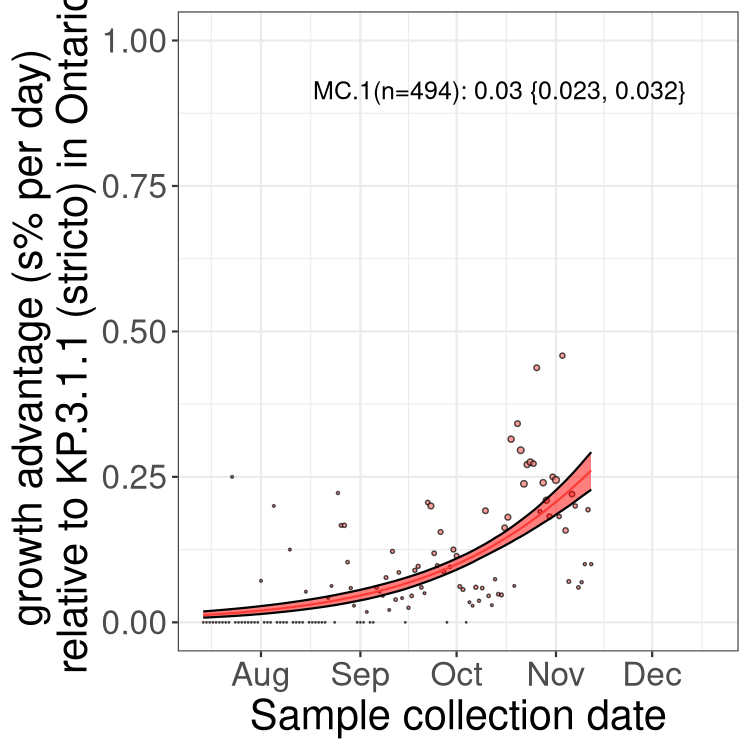 growth advantage (s% per day)
relative to KP.3.1.1 (stricto) in Ontario
1.00
0.75
0.50
0.25
0.00
MC.1(n=494): 0.03 {0.023, 0.032}
Aug Sep Oct Nov Dec
Sample collection date